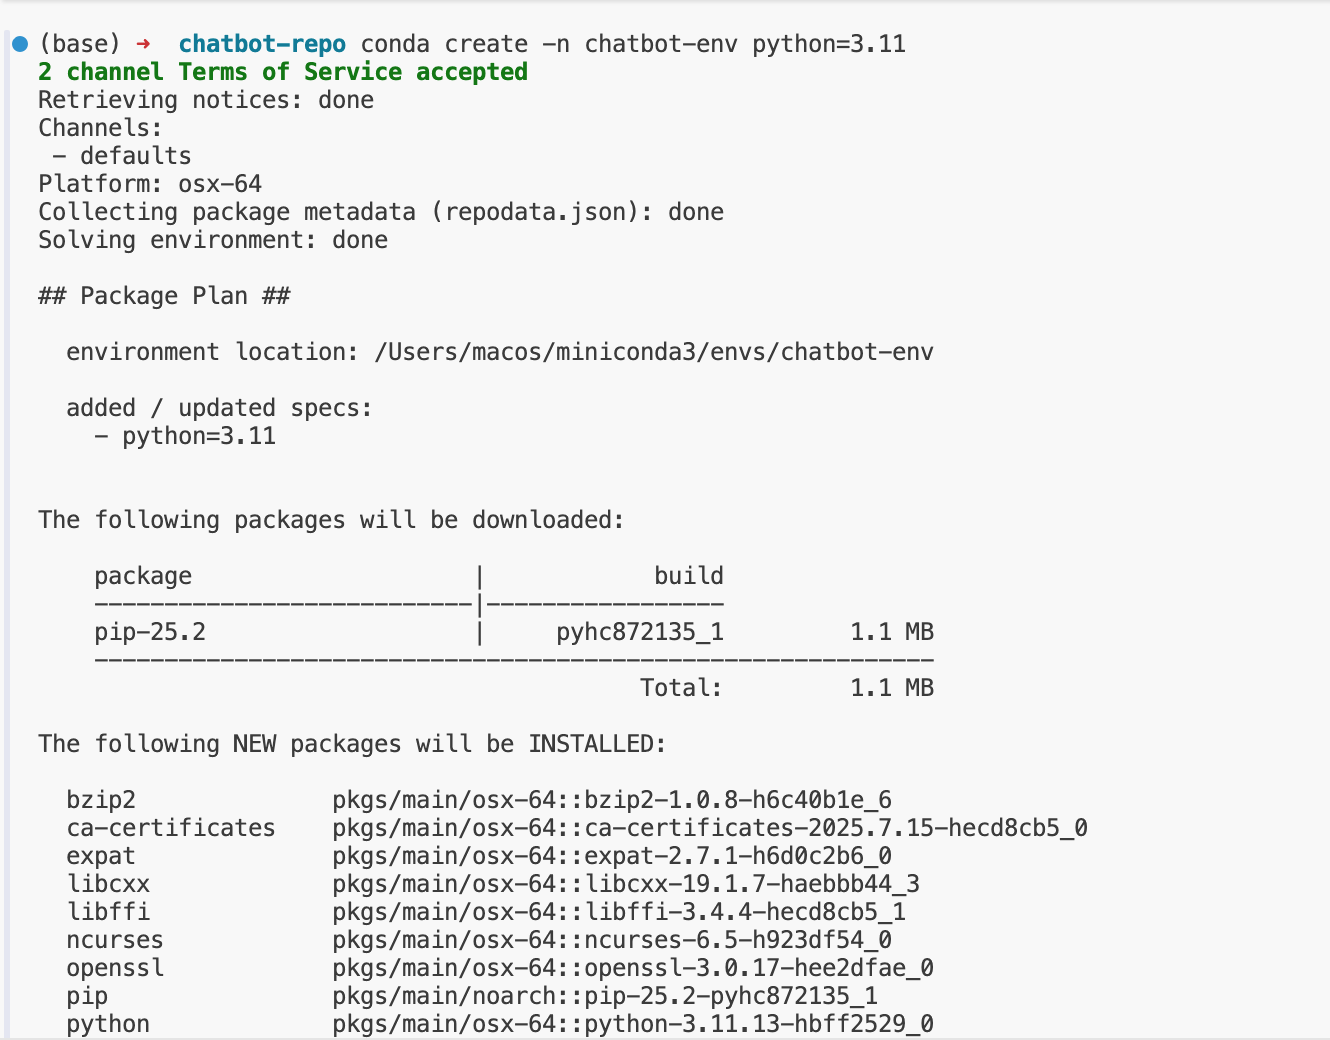 (base) ➜  chatbot-repo conda create -n chatbot-env python=3.11
2 channel Terms of Service accepted
Retrieving notices: done
Channels:
 - defaults
Platform: osx-64
Collecting package metadata (repodata.json): done
Solving environment: done

## Package Plan ##

  environment location: /Users/macos/miniconda3/envs/chatbot-env

  added / updated specs:
    - python=3.11


The following packages will be downloaded:

    package                    |            build
    ---------------------------|-----------------
    pip-25.2                   |     pyhc872135_1         1.1 MB
    ------------------------------------------------------------
                                           Total:         1.1 MB

The following NEW packages will be INSTALLED:

  bzip2              pkgs/main/osx-64::bzip2-1.0.8-h6c40b1e_6
  ca-certificates    pkgs/main/osx-64::ca-certificates-2025.7.15-hecd8cb5_0
  expat              pkgs/main/osx-64::expat-2.7.1-h6d0c2b6_0
  libcxx             pkgs/main/osx-64::libcxx-19.1.7-haebbb44_3
  libffi             pkgs/main/osx-64::libffi-3.4.4-hecd8cb5_1
  ncurses            pkgs/main/osx-64::ncurses-6.5-h923df54_0
  openssl            pkgs/main/osx-64::openssl-3.0.17-hee2dfae_0
  pip                pkgs/main/noarch::pip-25.2-pyhc872135_1
  python             pkgs/main/osx-64::python-3.11.13-hbff2529_0